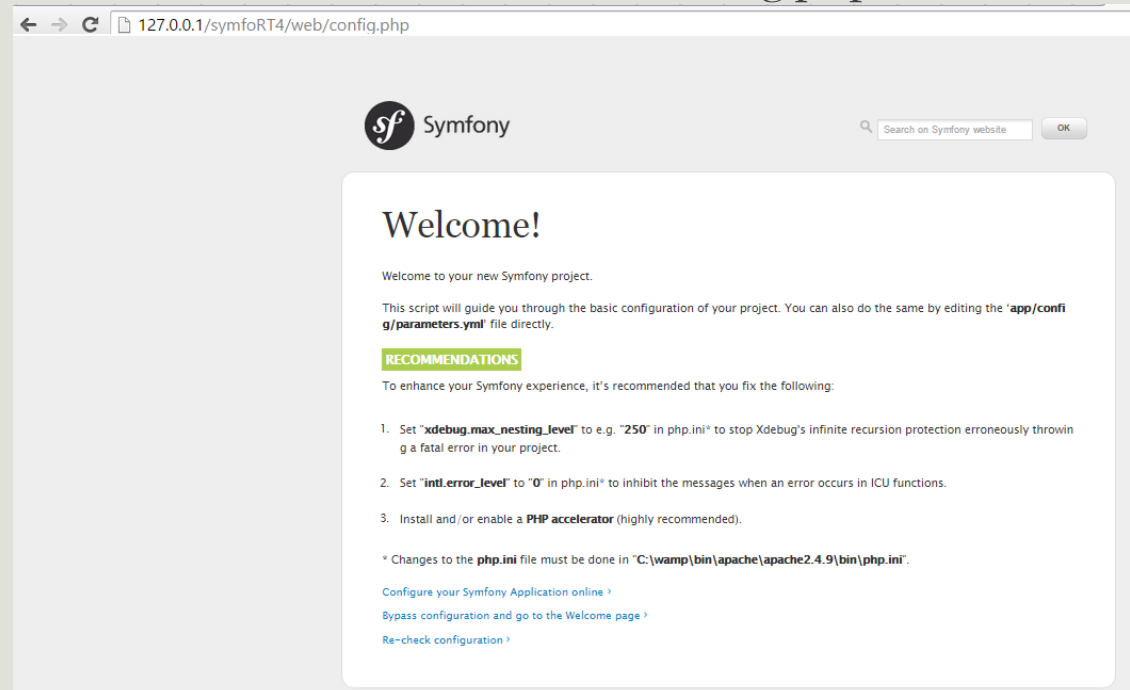 127.0.0.1/symfoRT4/web/config.php
sf Symfony
Search on Symfony website
OK
Welcome!
Welcome to your new Symfony project.
This script will guide you through the basic configuration of your project. You can also do the same by editing the 'app/confi
g/parameters.yml' file directly.
RECOMMENDATIONS
To enhance your Symfony experience, it's recommended that you fix the following:
1. Set "xdebug.max_nesting_level" to e.g. "250" in php.ini* to stop Xdebug's infinite recursion protection erroneously throwin
g a fatal error in your project.
2. Set "intl.error_level" to "0" in php.ini* to inhibit the messages when an error occurs in ICU functions.
3. Install and/or enable a PHP accelerator (highly recommended).
* Changes to the php.ini file must be done in "C:\wamp\bin\apache\apache2.4.9\bin\php.ini".
Configure your Symfony Application online >
Bypass configuration and go to the Welcome page >
Re-check configuration >